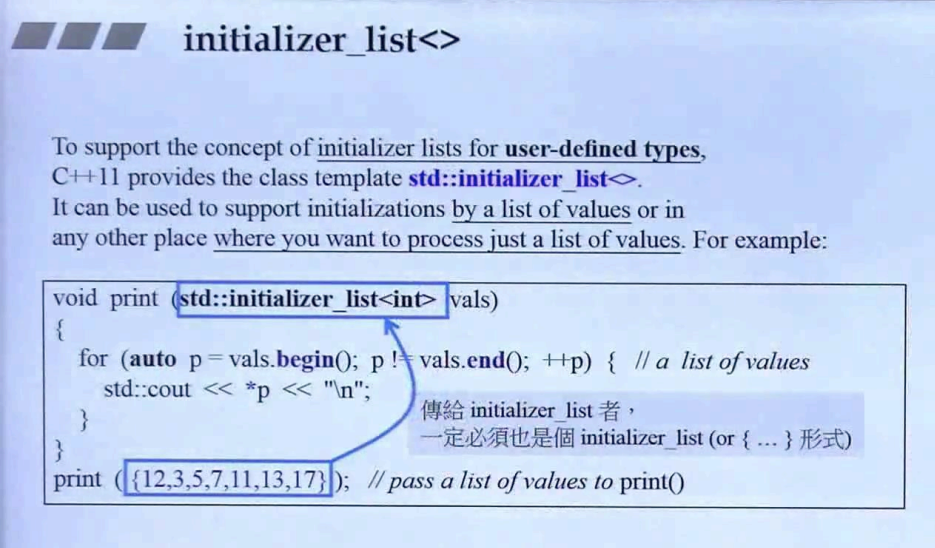 initializer_list<>
To support the concept of initializer lists for user-defined types,
C++11 provides the class template std::initializer_list<>.
It can be used to support initializations by a list of values or in
any other place where you want to process just a list of values. For example:
void print (std::initializer_list<int> vals)
{
for (auto p = vals.begin(); p != vals.end(); ++p) { // a list of values
std::cout << *p << "\n";
}
傳給 initializer_list 者，
一定必須也是個 initializer_list (or { … } 形式)
}
print ( {12,3,5,7,11,13,17} ); // pass a list of values to print()